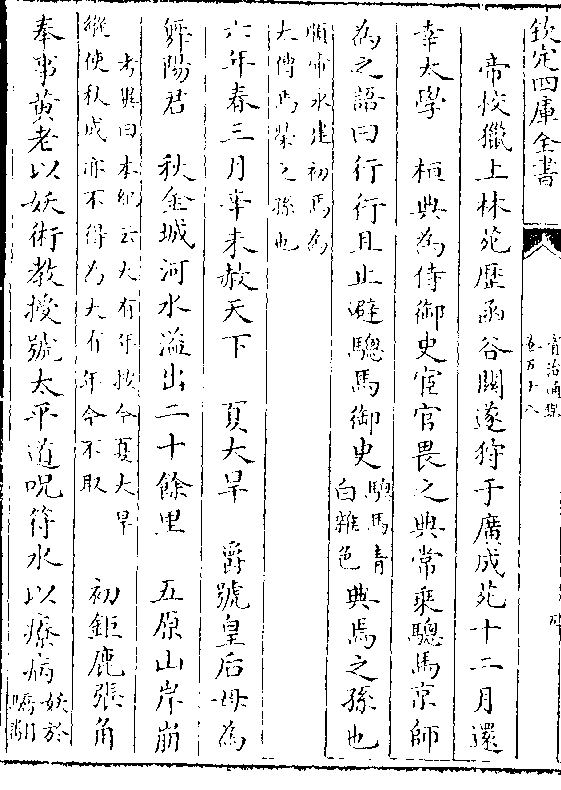 欽定四庫全書
資治通鑑
卷五十八
帝校獵上林苑歷函谷關遂狩于廣成苑十二月還
幸太學　桓典為侍御史宦官畏之典常乘驄馬京師
為之語曰行行且止避驄馬御史驄馬青白雜色典焉之孫也
順帝永建初焉為
太傅焉榮之孫也
六年春三月辛未赦天下　夏大旱　爵號皇后母為
舞陽君　秋金城河水溢出二十餘里　五原山岸崩
考異曰本紀云大有年按今夏大旱
縱使秋成亦不得為大有年今不取　初鉅鹿張角
奉事黃老以妖術教授號太平道呪符水以療病妖於